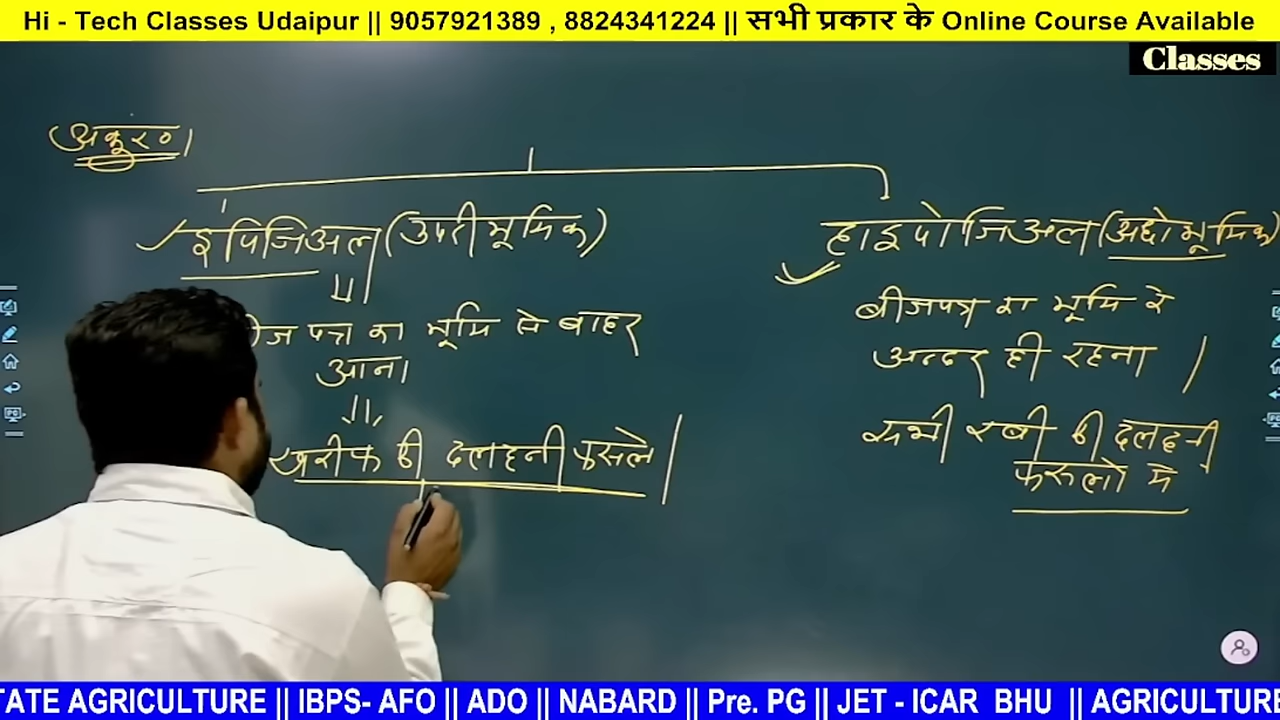 Hi - Tech Classes Udaipur || 9057921389 , 8824341224 || सभी प्रकार के Online Course Available
Classes
अंकुरण
इपिजिअल (उपरीभूमिक)
बीज पत्र का भूमि से बाहर
आना
खरीफ की दलहनी फसले
हाइपोजिअल (अधोभूमिक)
बीजपत्र का भूमि के
अन्दर ही रहना।
सभी रबी की दलहनी
फसलो मे
TATE AGRICULTURE || IBPS- AFO || ADO || NABARD || Pre. PG || JET - ICAR BHU || AGRICULTURE